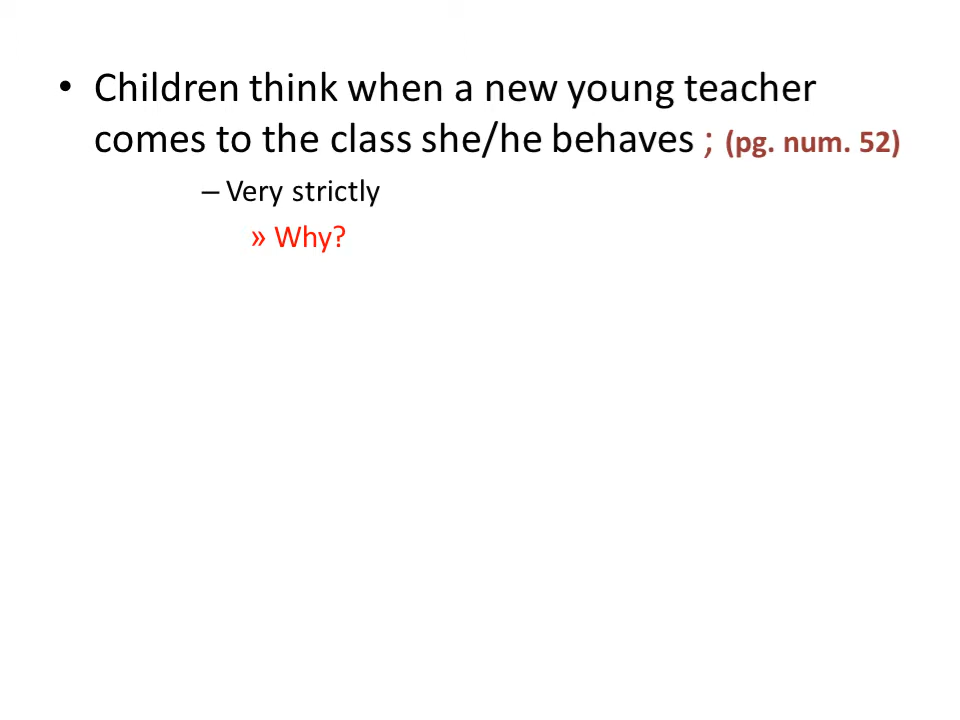 • Children think when a new young teacher
comes to the class she/he behaves ; (pg. num. 52)
– Very strictly
» Why?